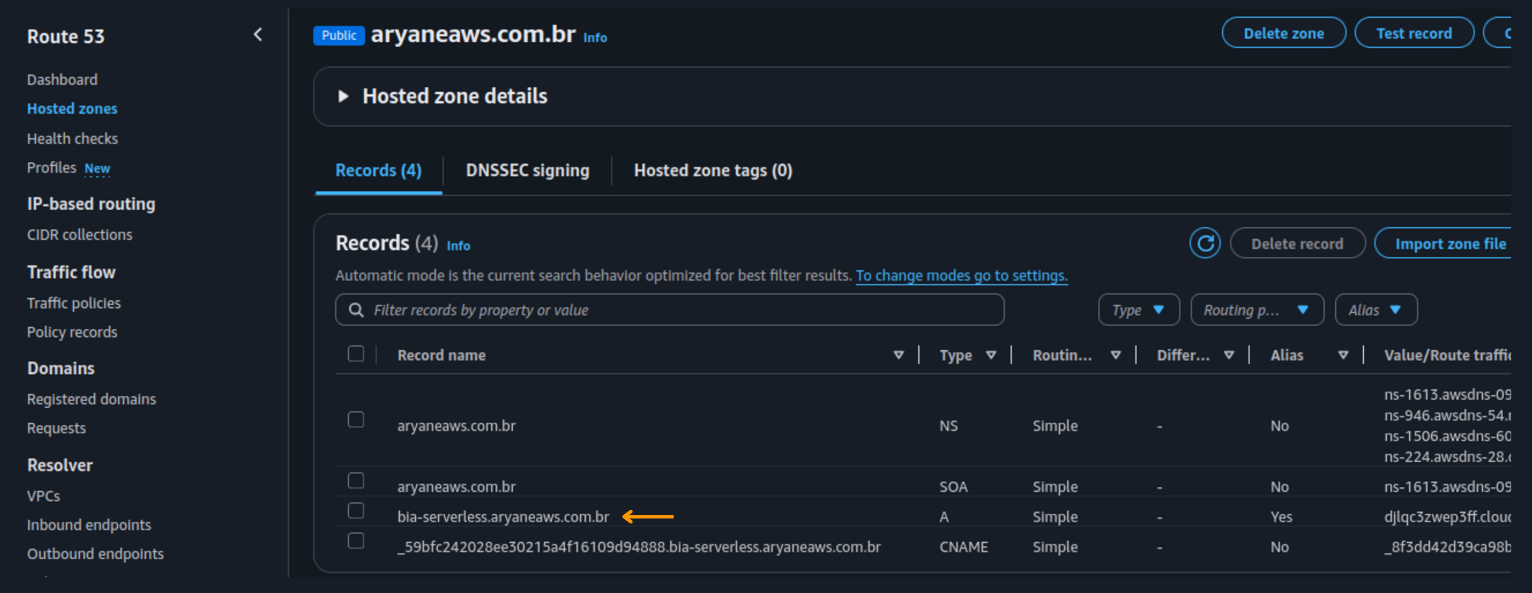 Route 53
Dashboard
Hosted zones
Health checks
Profiles New
IP-based routing
CIDR collections
Traffic flow
Traffic policies
Policy records
Domains
Registered domains
Requests
Resolver
VPCs
Inbound endpoints
Outbound endpoints
Public aryaneaws.com.br Info
Delete zone Test record
Hosted zone details
Records (4) DNSSEC signing Hosted zone tags (0)
Records (4) Info
Delete record Import zone file
Automatic mode is the current search behavior optimized for best filter results. To change modes go to settings.
Filter records by property or value Type Routing p... Alias
Record name Type Routin... Differ... Alias Value/Route traffic
aryaneaws.com.br NS Simple - No
ns-1613.awsdns-09
ns-946.awsdns-54.
ns-1506.awsdns-60
ns-224.awsdns-28.
aryaneaws.com.br SOA Simple - No ns-1613.awsdns-09
bia-serverless.aryaneaws.com.br A Simple - Yes djlqc3zwep3ff.clou
_59bfc242028ee30215a4f16109d94888.bia-serverless.aryaneaws.com.br CNAME Simple - No _8f3dd42d39ca98b